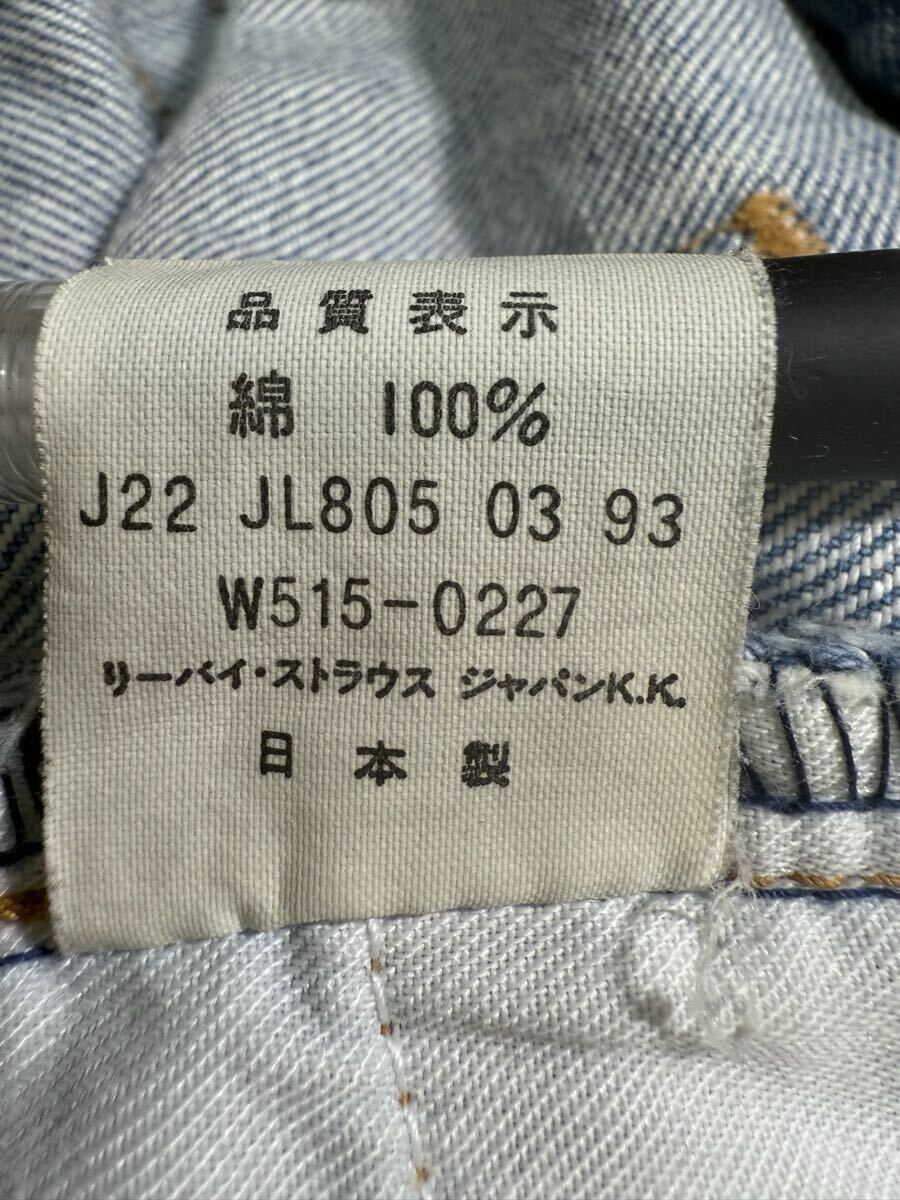 品質表示
綿 100%
J22 JL805 03 93
W515-0227
リーバイ・ストラウス ジャパンK.K.
日本製